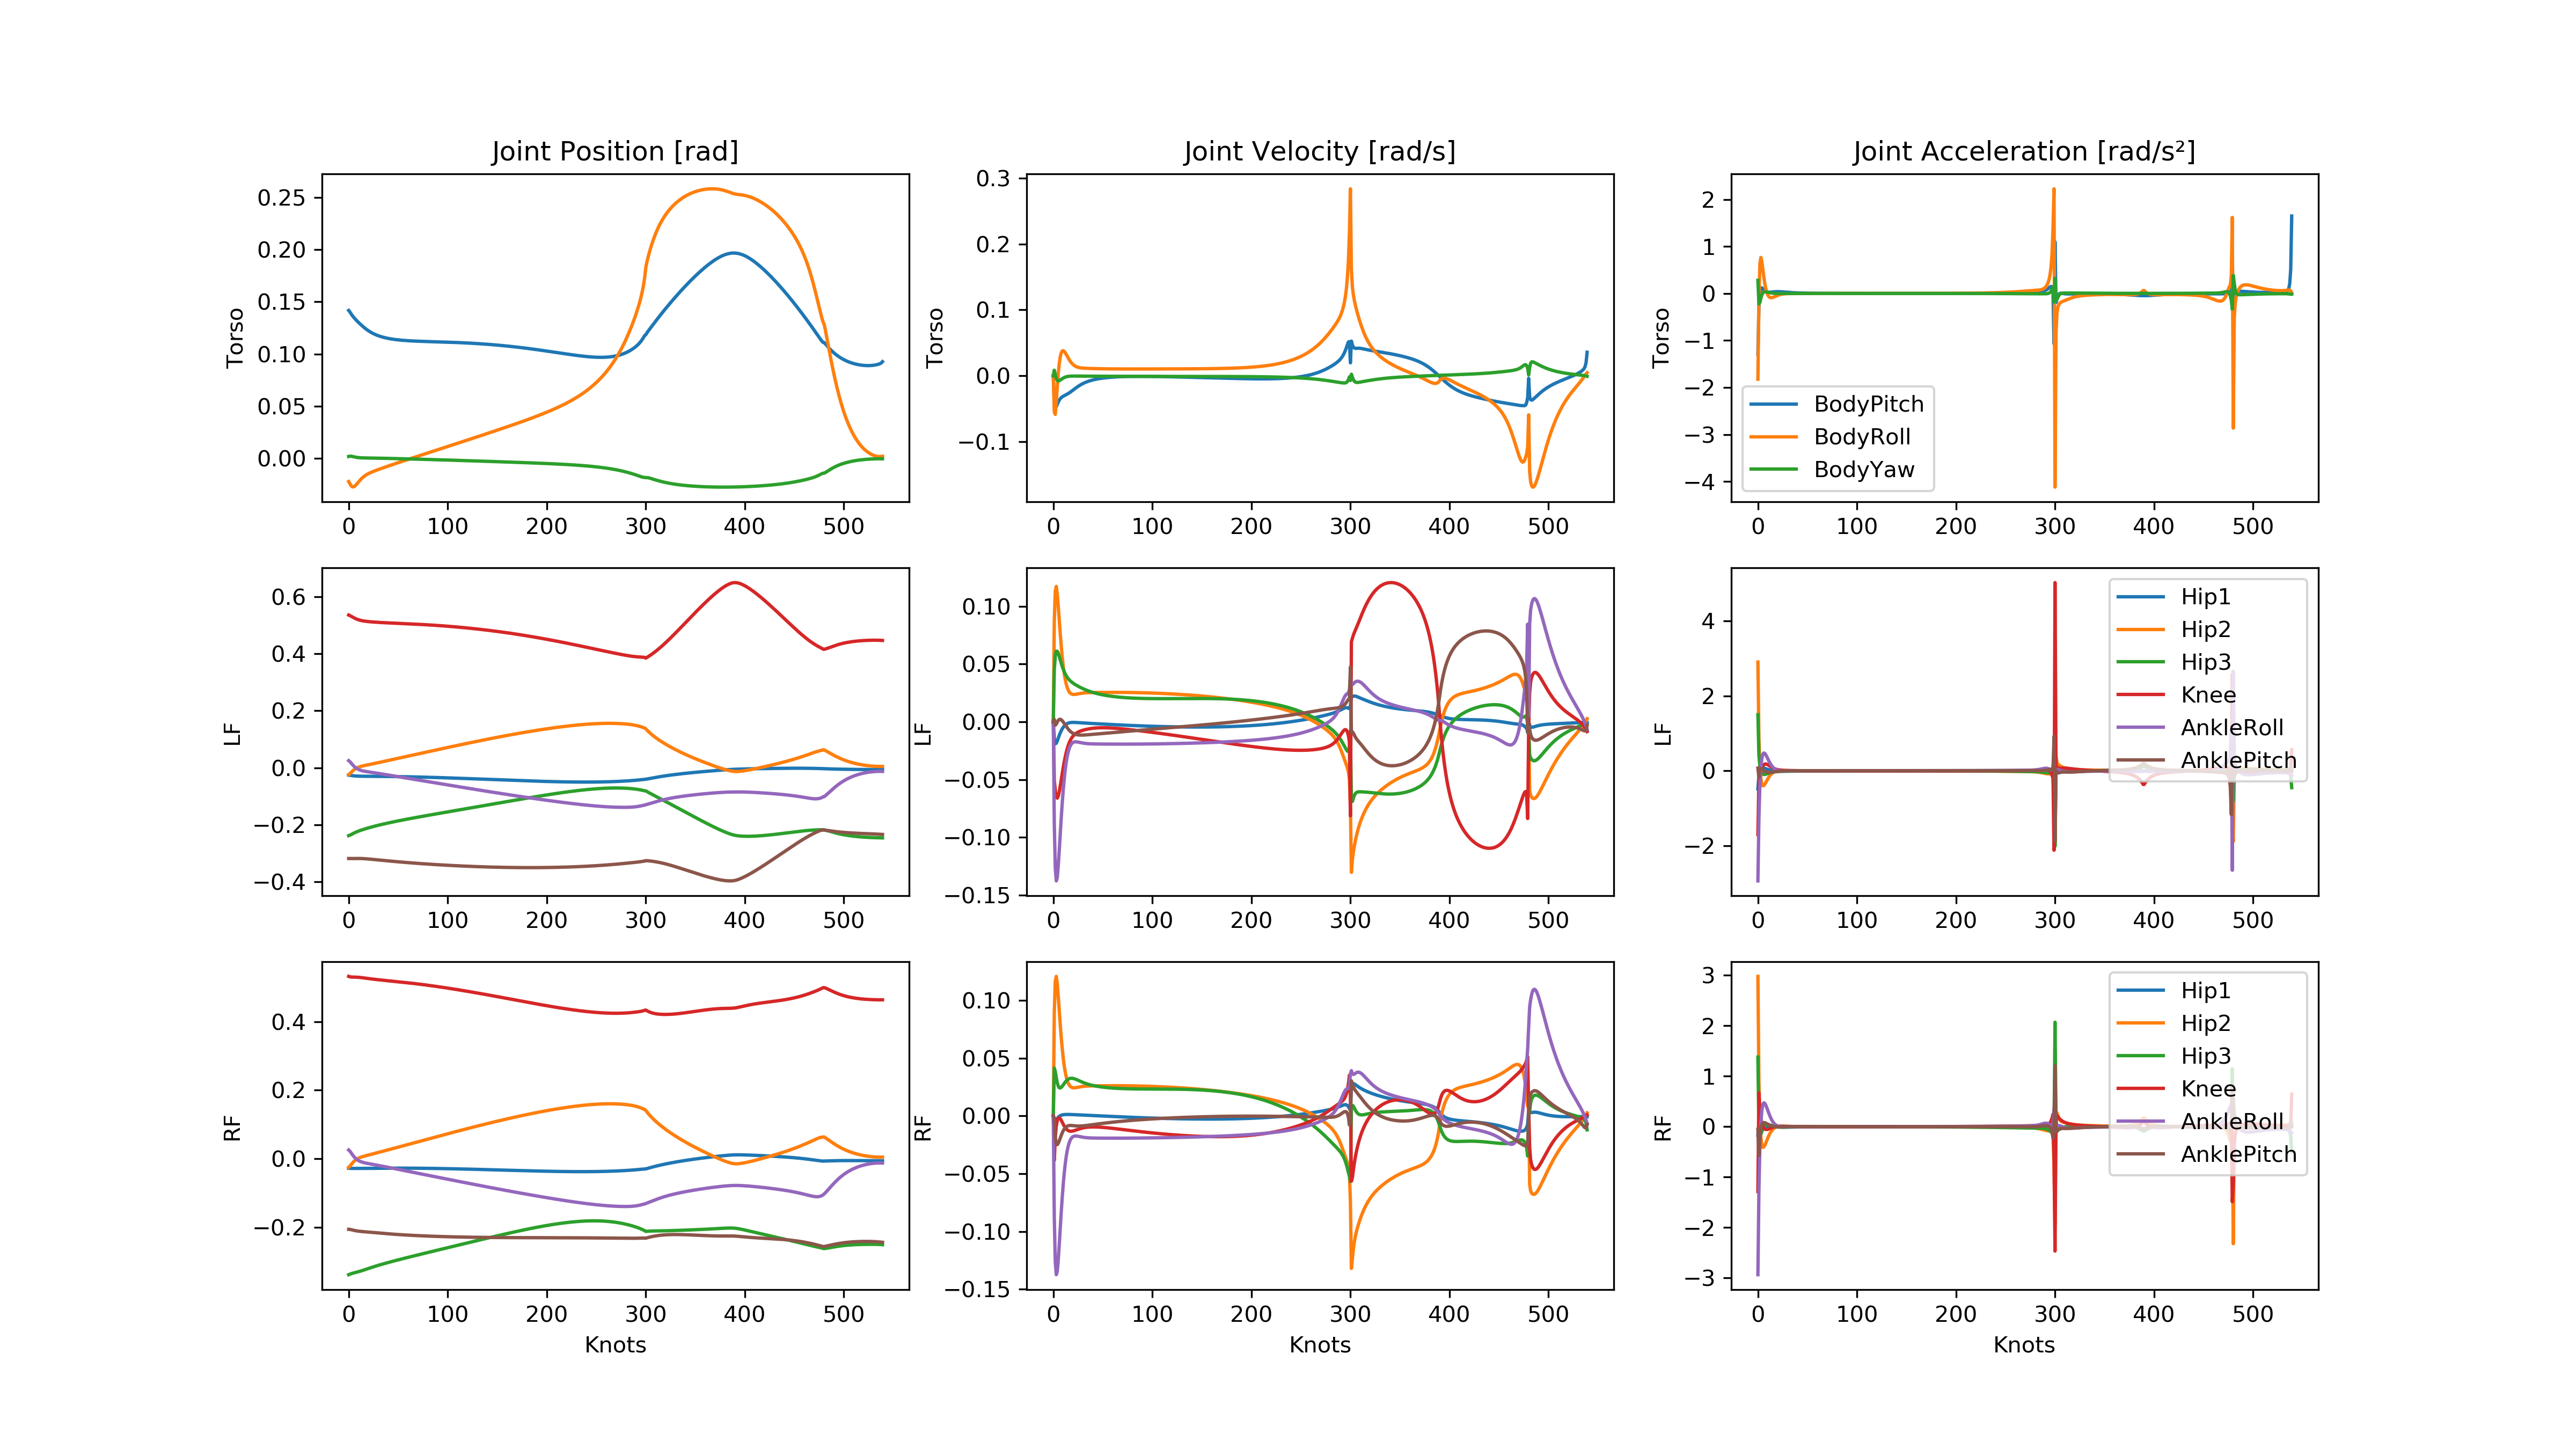 Joint Position [rad]
Joint Velocity [rad/s]
Joint Acceleration [rad/s²]
Torso
0.25
0.20
0.15
0.10
0.05
0.00
0 100 200 300 400 500
Torso
0.3
0.2
0.1
0.0
−0.1
0 100 200 300 400 500
Torso
2
1
0
−1
−2
−3
−4
BodyPitch
BodyRoll
BodyYaw
0 100 200 300 400 500
LF
0.6
0.4
0.2
0.0
−0.2
−0.4
0 100 200 300 400 500
LF
0.10
0.05
0.00
−0.05
−0.10
−0.15
0 100 200 300 400 500
LF
4
2
0
−2
Hip1
Hip2
Hip3
Knee
AnkleRoll
AnklePitch
0 100 200 300 400 500
RF
0.4
0.2
0.0
−0.2
0 100 200 300 400 500
Knots
RF
0.10
0.05
0.00
−0.05
−0.10
−0.15
0 100 200 300 400 500
Knots
RF
3
2
1
0
−1
−2
−3
Hip1
Hip2
Hip3
Knee
AnkleRoll
AnklePitch
0 100 200 300 400 500
Knots